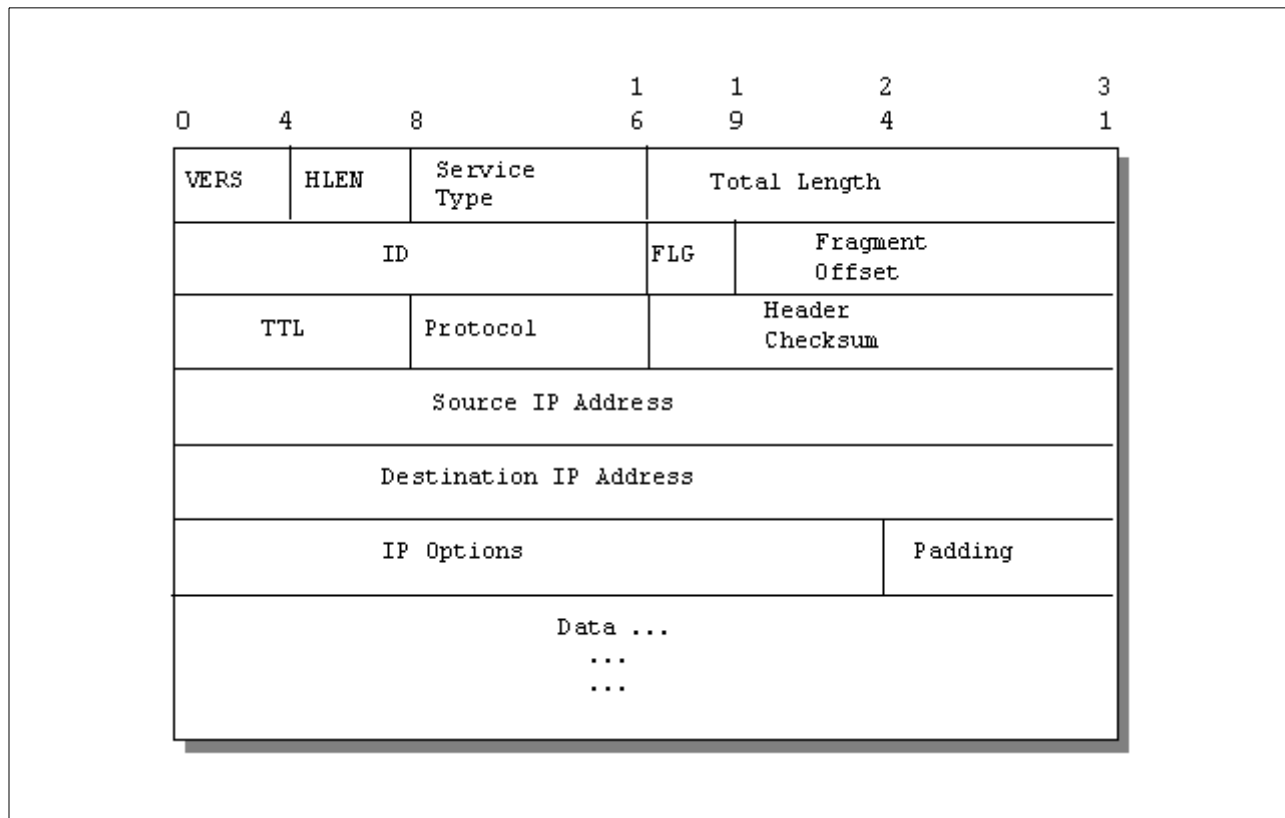 1 1 2 3
0 4 8 6 9 4 1
VERS HLEN Service Type Total Length
ID FLG Fragment Offset
TTL Protocol Header Checksum
Source IP Address
Destination IP Address
IP Options Padding
Data ...
...
...